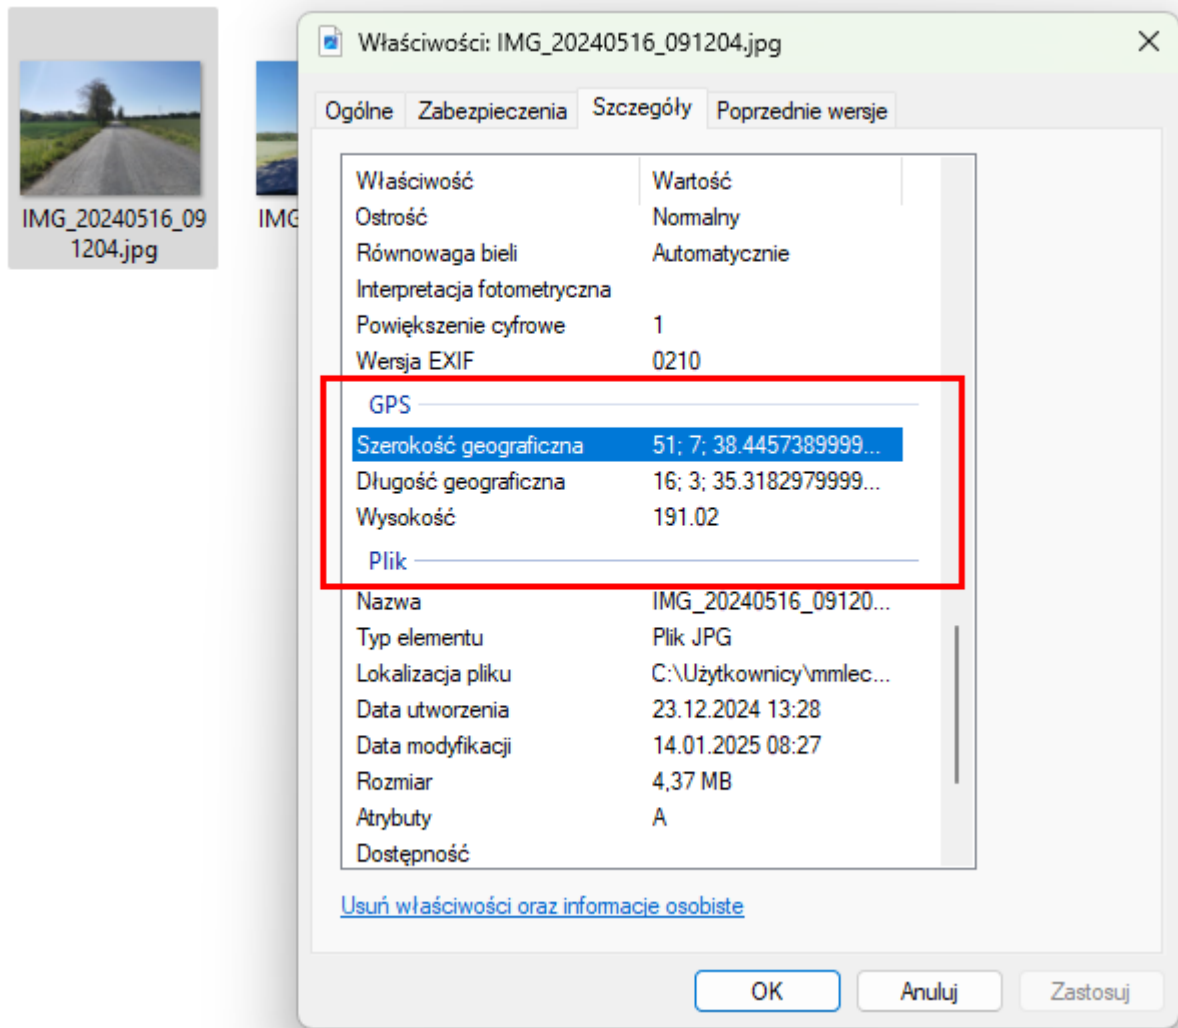 IMG_20240516_09
1204.jpg
IMG
Właściwości: IMG_20240516_091204.jpg
Ogólne Zabezpieczenia Szczegóły Poprzednie wersje
Właściwość Wartość
Ostrość Normalny
Równowaga bieli Automatycznie
Interpretacja fotometryczna
Powiększenie cyfrowe 1
Wersja EXIF 0210
GPS
Szerokość geograficzna 51; 7; 38.4457389999...
Długość geograficzna 16; 3; 35.3182979999...
Wysokość 191.02
Plik
Nazwa IMG_20240516_09120...
Typ elementu Plik JPG
Lokalizacja pliku C:\Użytkownicy\mmlec...
Data utworzenia 23.12.2024 13:28
Data modyfikacji 14.01.2025 08:27
Rozmiar 4,37 MB
Atrybuty A
Dostępność
Usuń właściwości oraz informacje osobiste
OK Anuluj Zastosuj